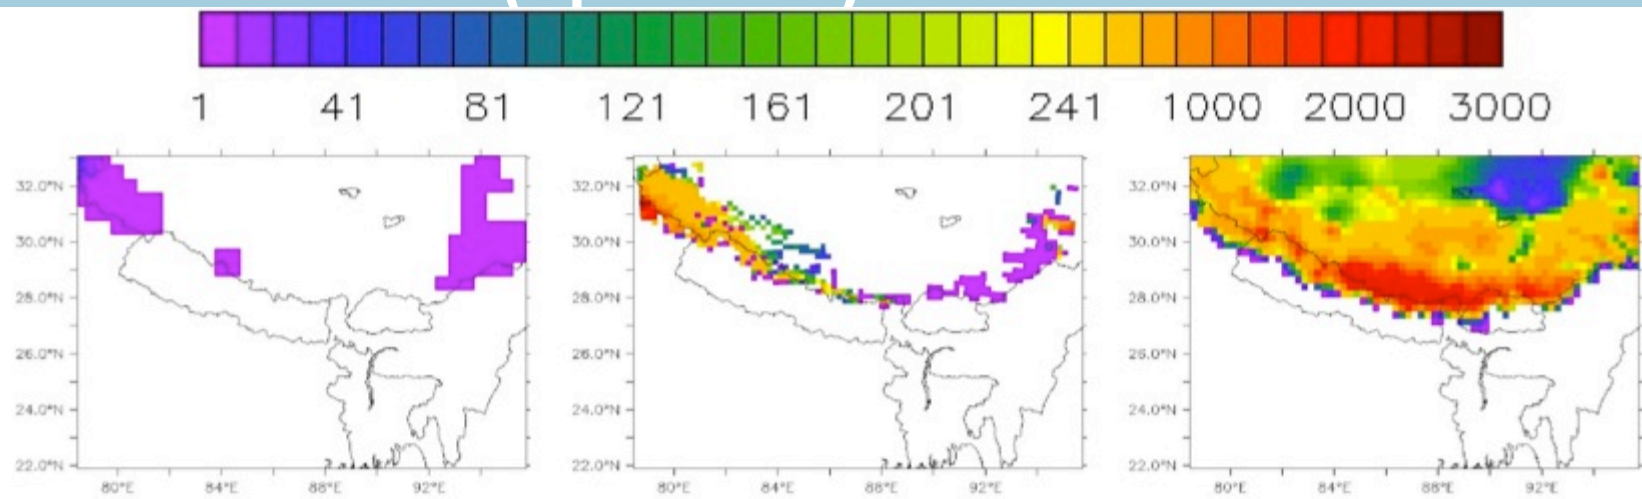 1 41 81 121 161 201 241 1000 2000 3000
32.0°N 32.0°N 32.0°N
30.0°N 30.0°N 30.0°N
28.0°N 28.0°N 28.0°N
26.0°N 26.0°N 26.0°N
24.0°N 24.0°N 24.0°N
22.0°N 22.0°N 22.0°N
80°E 84°E 88°E 92°E 80°E 84°E 88°E 92°E 80°E 84°E 88°E 92°E